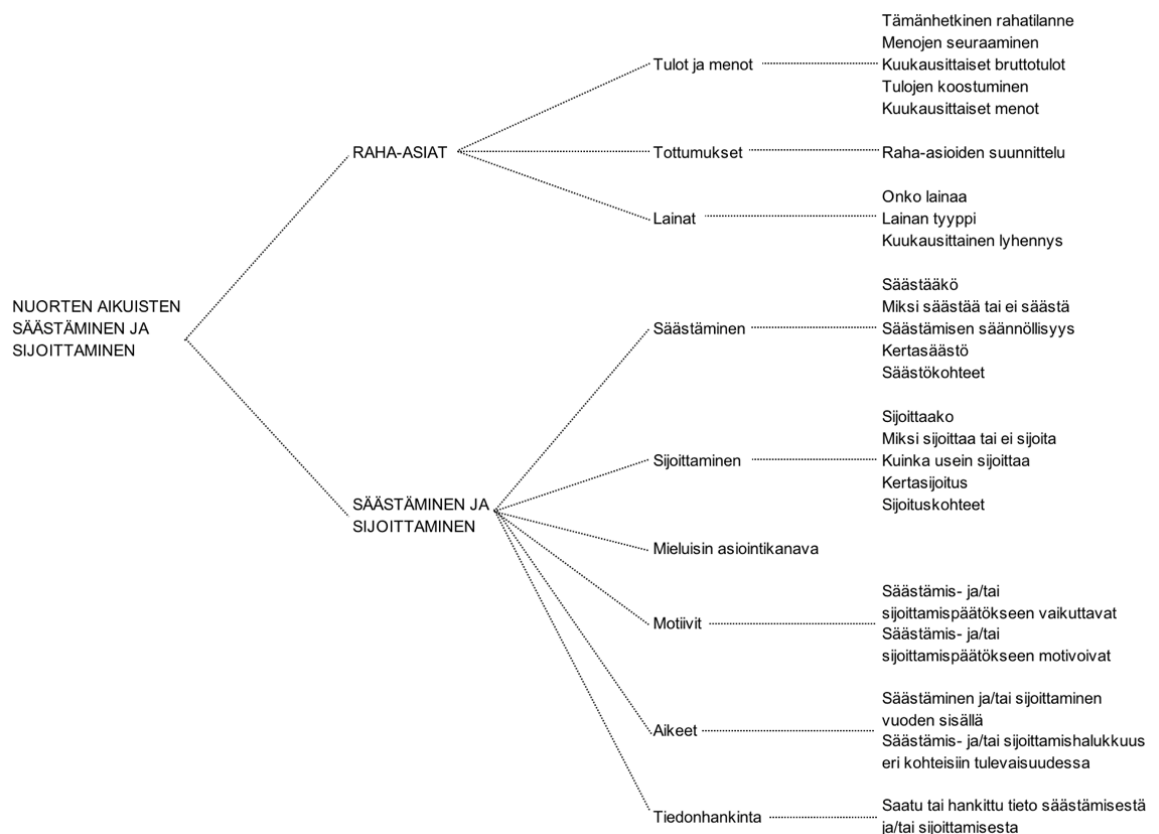 NUORTEN AIKUISTEN
SÄÄSTÄMINEN JA
SIJOITTAMINEN
RAHA-ASIAT
Tulot ja menot
Tämänhetkinen rahatilanne
Menojen seuraaminen
Kuukausittaiset bruttotulot
Tulojen koostuminen
Kuukausittaiset menot
Tottumukset
Raha-asioiden suunnittelu
Lainat
Onko lainaa
Lainan tyyppi
Kuukausittainen lyhennys
SÄÄSTÄMINEN JA
SIJOITTAMINEN
Säästäminen
Säästääkö
Miksi säästää tai ei säästä
Säästämisen säännöllisyys
Kertasäästö
Säästökohteet
Sijoittaminen
Sijoittaako
Miksi sijoittaa tai ei sijoita
Kuinka usein sijoittaa
Kertasijoitus
Sijoituskohteet
Mieluisin asiointikanava
Motiivit
Säästämis- ja/tai
sijoittamispäätökseen vaikuttavat
Säästämis- ja/tai
sijoittamispäätökseen motivoivat
Aikeet
Säästäminen ja/tai sijoittaminen
vuoden sisällä
Säästämis- ja/tai sijoittamishalukkuus
eri kohteisiin tulevaisuudessa
Tiedonhankinta
Saatu tai hankittu tieto säästämisestä
ja/tai sijoittamisesta